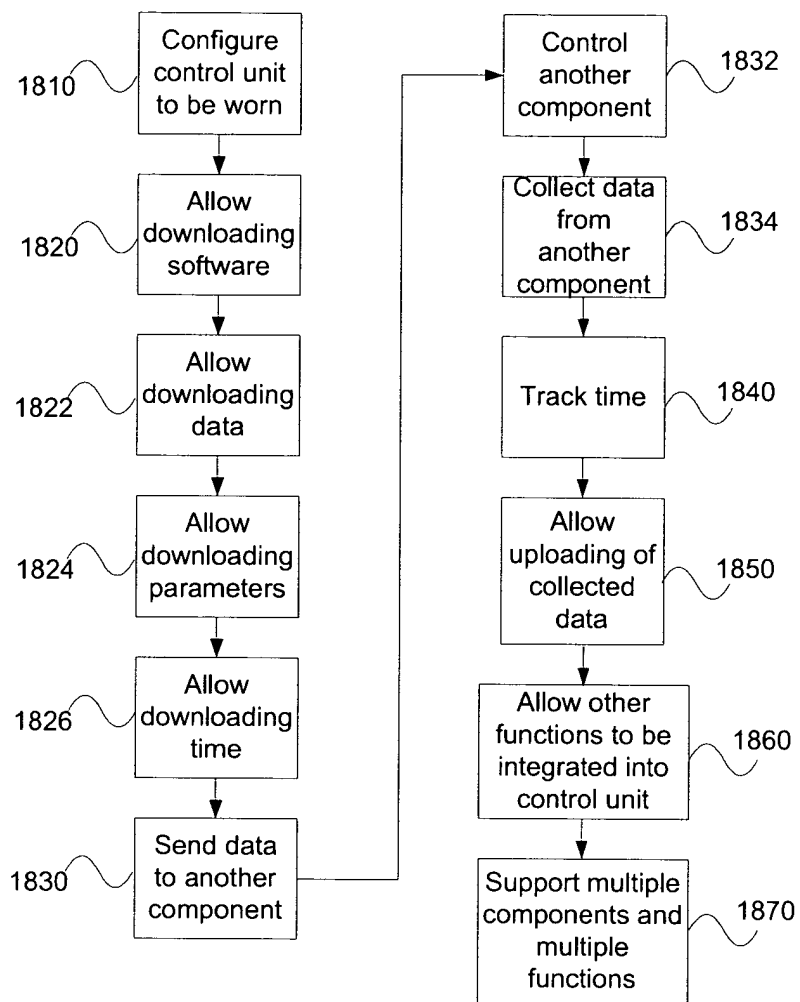 1810
Configure
control unit
to be worn
1820
Allow
downloading
software
1822
Allow
downloading
data
1824
Allow
downloading
parameters
1826
Allow
downloading
time
1830
Send data
to another
component
Control
another
component
1832
Collect data
from
another
component
1834
Track time
1840
Allow
uploading of
collected
data
1850
Allow other
functions to be
integrated into
control unit
1860
Support multiple
components and
multiple
functions
1870